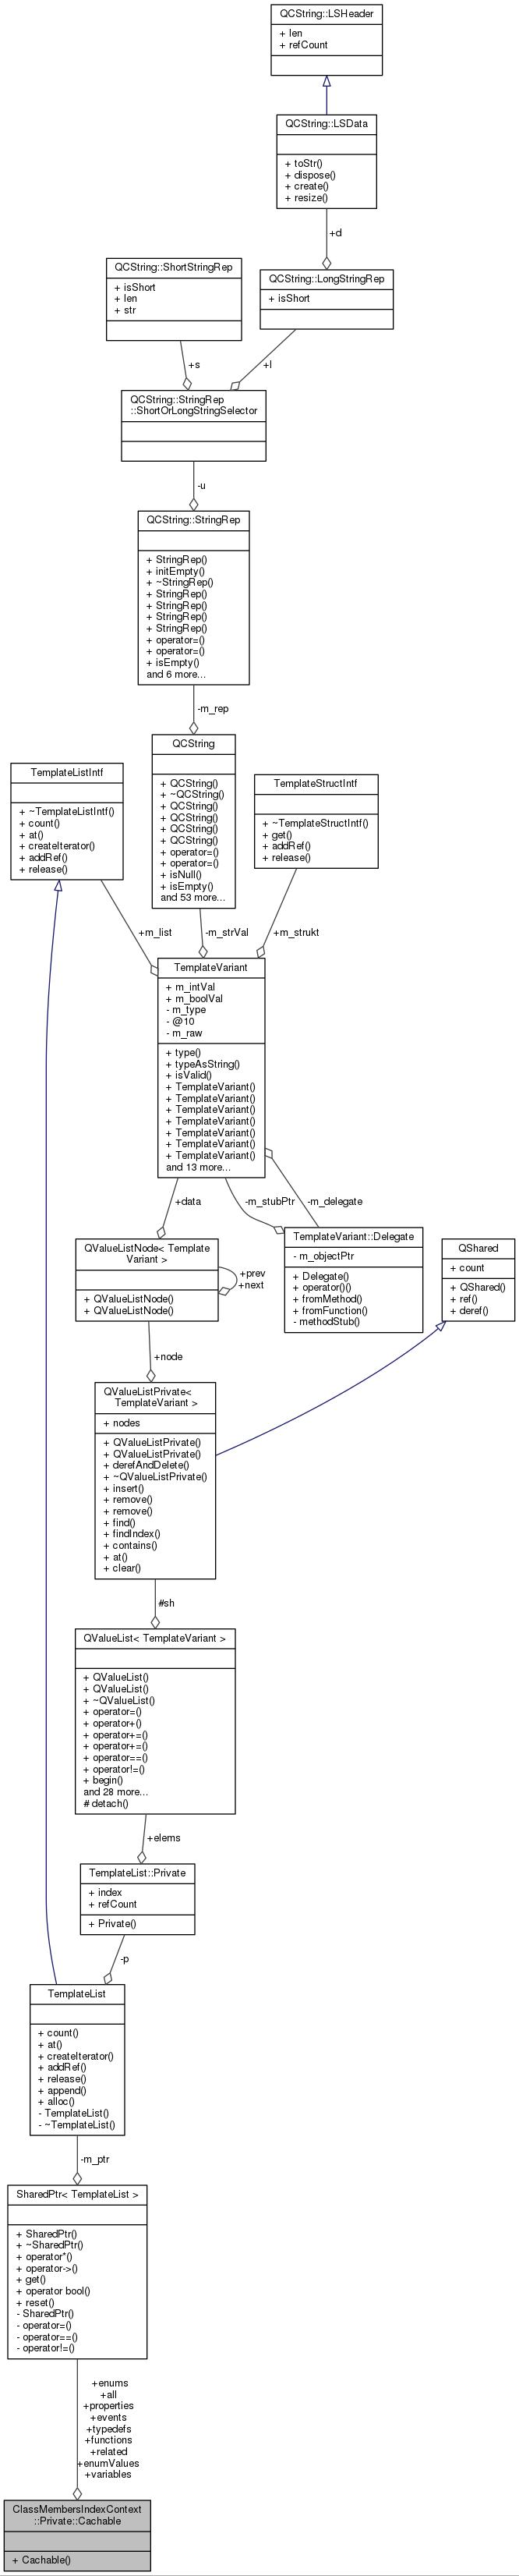 QCString::LSHeader
+ len
+ refCount
QCString::LSData
+ toStr()
+ dispose()
+ create()
+ resize()
+d
QCString::ShortStringRep
+ isShort
+ len
+ str
QCString::LongStringRep
+ isShort
+s
+l
QCString::StringRep
::ShortOrLongStringSelector
-u
QCString::StringRep
+ StringRep()
+ initEmpty()
+ ~StringRep()
+ StringRep()
+ StringRep()
+ StringRep()
+ StringRep()
+ operator=()
+ operator=()
+ isEmpty()
and 6 more...
-m_rep
TemplateListIntf
+ ~TemplateListIntf()
+ count()
+ at()
+ createIterator()
+ addRef()
+ release()
QCString
+ QCString()
+ ~QCString()
+ QCString()
+ QCString()
+ QCString()
+ QCString()
+ operator=()
+ operator=()
+ isNull()
+ isEmpty()
and 53 more...
TemplateStructIntf
+ ~TemplateStructIntf()
+ get()
+ addRef()
+ release()
+m_list
-m_strVal
+m_strukt
TemplateVariant
+ m_intVal
+ m_boolVal
- m_type
- @10
- m_raw
+ type()
+ typeAsString()
+ isValid()
+ TemplateVariant()
+ TemplateVariant()
+ TemplateVariant()
+ TemplateVariant()
+ TemplateVariant()
+ TemplateVariant()
+ TemplateVariant()
and 13 more...
+data
-m_stubPtr
-m_delegate
QValueListNode< Template
Variant >
+ QValueListNode()
+ QValueListNode()
+prev
+next
TemplateVariant::Delegate
- m_objectPtr
+ Delegate()
+ operator()()
+ fromMethod()
+ fromFunction()
- methodStub()
QShared
+ count
+ QShared()
+ ref()
+ deref()
+node
QValueListPrivate<
TemplateVariant >
+ nodes
+ QValueListPrivate()
+ QValueListPrivate()
+ derefAndDelete()
+ ~QValueListPrivate()
+ insert()
+ remove()
+ remove()
+ find()
+ findIndex()
+ contains()
+ at()
+ clear()
#sh
QValueList< TemplateVariant >
+ QValueList()
+ QValueList()
+ ~QValueList()
+ operator=()
+ operator+()
+ operator+=()
+ operator+=()
+ operator==()
+ operator!=()
+ begin()
and 28 more...
# detach()
+elems
TemplateList::Private
+ index
+ refCount
+ Private()
-p
TemplateList
+ count()
+ at()
+ createIterator()
+ addRef()
+ release()
+ append()
+ alloc()
- TemplateList()
- ~TemplateList()
-m_ptr
SharedPtr< TemplateList >
+ SharedPtr()
+ ~SharedPtr()
+ operator*()
+ operator->()
+ get()
+ operator bool()
+ reset()
- SharedPtr()
- operator=()
- operator==()
- operator!=()
+enums
+all
+properties
+events
+typedefs
+functions
+related
+enumValues
+variables
ClassMembersIndexContext
::Private::Cachable
+ Cachable()